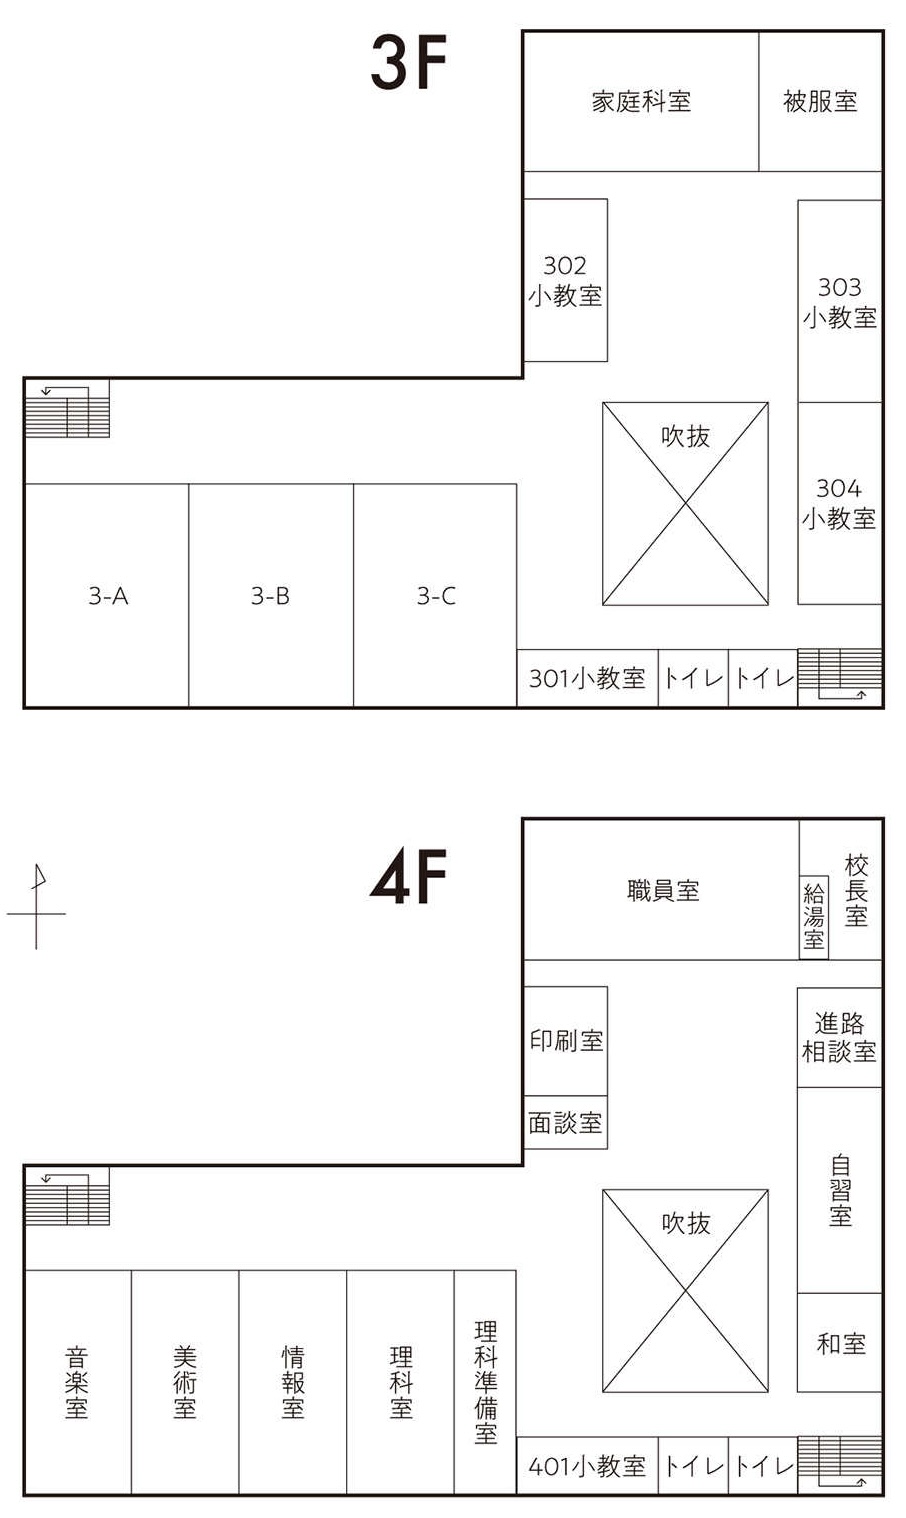 3F
家庭科室
被服室
302
小教室
303
小教室
吹抜
304
小教室
3-A
3-B
3-C
301小教室
トイレ
トイレ
4F
職員室
給湯室
校長室
印刷室
進路
相談室
面談室
自習室
吹抜
和室
音楽室
美術室
情報室
理科室
理科準備室
401小教室
トイレ
トイレ